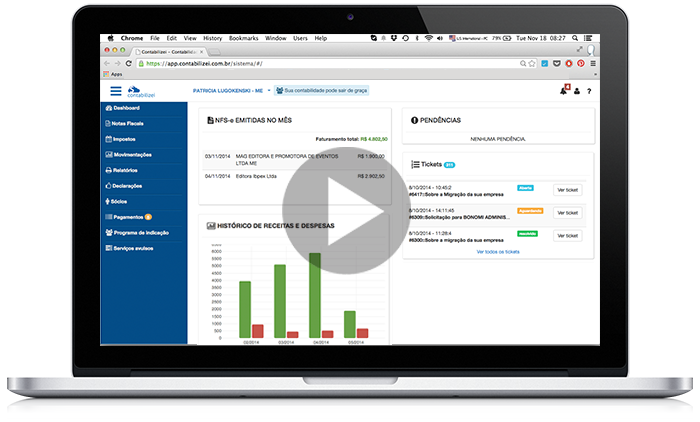 Chrome File Edit View History Bookmarks Window Users Help
79% Tue Nov 18 08:27
Contabilizei - Contabilid
https://app.contabilizei.com.br/sistema/#/
Apps
contabilizei
PATRICIA LUGOKENSKI - ME
Sua contabilidade pode sair de graça
Dashboard
Notas Fiscais
Impostos
Movimentações
Relatórios
Declarações
Sócios
Pagamentos
Programa de indicação
Serviços avulsos
NFS-e EMITIDAS NO MÊS
Faturamento total: R$ 4.802,50
03/11/2014 MAG EDITORA E PROMOTORA DE EVENTOS LTDA ME R$ 1.900,00
04/11/2014 Editora Ibpex Ltda R$ 2.902,50
HISTÓRICO DE RECEITAS E DESPESAS
6000
5500
5000
4500
4000
3500
3000
2500
2000
1500
1000
500
0
02/2014 03/2014 04/2014 05/2014
PENDÊNCIAS
NENHUMA PENDÊNCIA.
Tickets
8/10/2014 - 10:45:2
#6417::Sobre a Migração da sua empresa
Aberto
Ver ticket
8/10/2014 - 14:11:45
#6309::Solicitação para BONOMI ADMINIS...
Aguardando
Ver ticket
8/10/2014 - 11:28:4
#6300::Sobre a migração da sua empresa
resolvido
Ver ticket
Ver todos os tickets